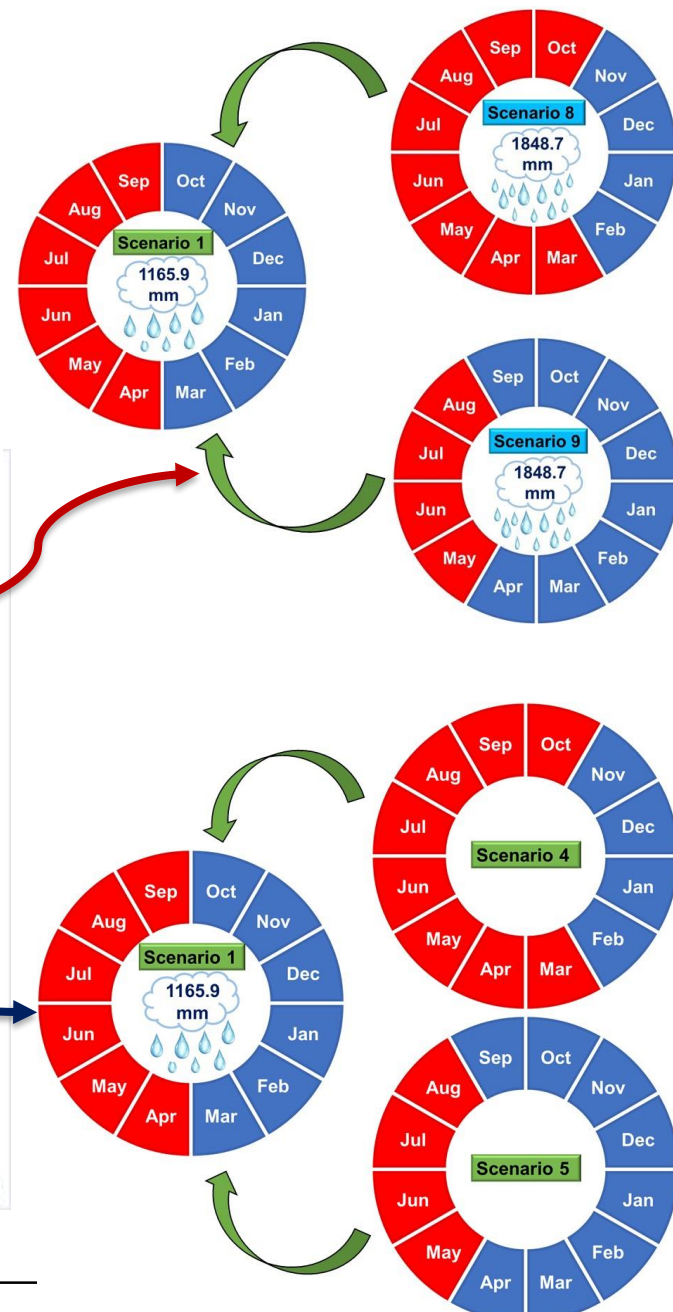 Sep
Oct
Nov
Dec
Jan
Feb
Mar
Apr
May
Jun
Jul
Aug
Scenario 8
1848.7
mm
Sep
Oct
Nov
Dec
Jan
Feb
Mar
Apr
May
Jun
Jul
Aug
Scenario 1
1165.9
mm
Sep
Oct
Nov
Dec
Jan
Feb
Mar
Apr
May
Jun
Jul
Aug
Scenario 9
1848.7
mm
Sep
Oct
Nov
Dec
Jan
Feb
Mar
Apr
May
Jun
Jul
Aug
Scenario 4
Sep
Oct
Nov
Dec
Jan
Feb
Mar
Apr
May
Jun
Jul
Aug
Scenario 1
1165.9
mm
Sep
Oct
Nov
Dec
Jan
Feb
Mar
Apr
May
Jun
Jul
Aug
Scenario 5